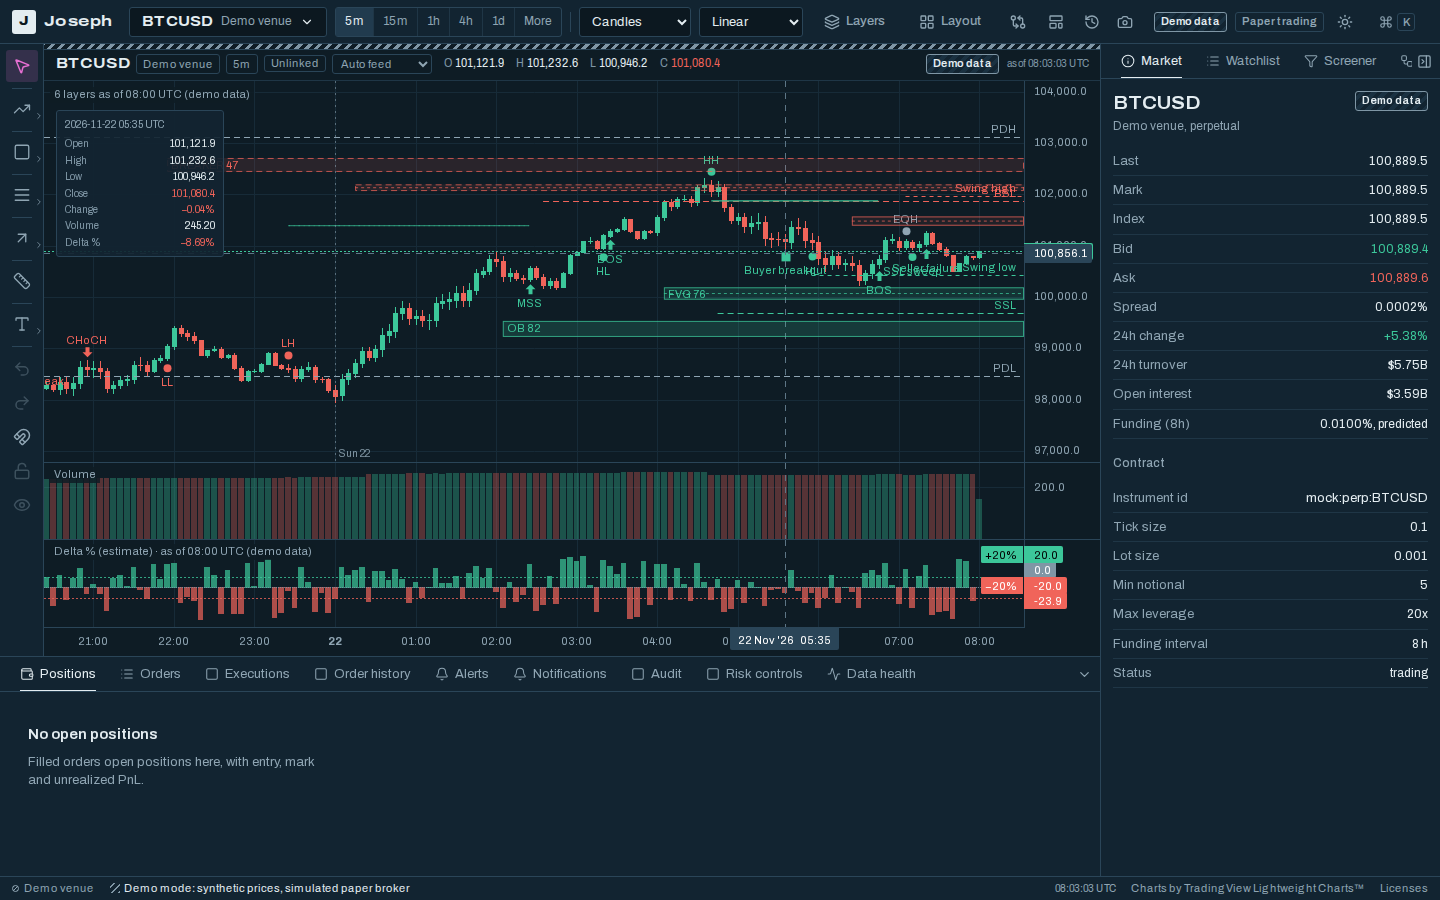 J Joseph BTCUSD Demo venue 5m 15m 1h 4h 1d More Candles Linear Layers Layout Demo data Paper trading ⌘ K
BTCUSD Demo venue 5m Unlinked Auto feed O 101,121.9 H 101,232.6 L 100,946.2 C 101,080.4 Demo data as of 08:03:03 UTC
6 layers as of 08:00 UTC (demo data)
2026-11-22 05:35 UTC
Open 101,121.9
High 101,232.6
Low 100,946.2
Close 101,080.4
Change −0.04%
Volume 245.20
Delta % −8.69%
104,000.0
PDH
103,000.0
47
HH
102,000.0
Swing high
BSL
EQH
100,856.1
BOS
HL
Buyer breakout
Seller failure
Swing low
MSS
BOS
FVG 76
100,000.0
SSL
OB 82
CHoCH
LH
99,000.0
LL
PDL
98,000.0
Sun 22
97,000.0
Volume
200.0
Delta % (estimate) · as of 08:00 UTC (demo data)
+20% 20.0
0.0
−20% -20.0
-23.9
21:00 22:00 23:00 22 01:00 02:00 03:00 04:00 22 Nov '26 05:35 07:00 08:00
Market Watchlist Screener
BTCUSD Demo data
Demo venue, perpetual
Last 100,889.5
Mark 100,889.5
Index 100,889.5
Bid 100,889.4
Ask 100,889.6
Spread 0.0002%
24h change +5.38%
24h turnover $5.75B
Open interest $3.59B
Funding (8h) 0.0100%, predicted
Contract
Instrument id mock:perp:BTCUSD
Tick size 0.1
Lot size 0.001
Min notional 5
Max leverage 20x
Funding interval 8 h
Status trading
Positions Orders Executions Order history Alerts Notifications Audit Risk controls Data health
No open positions
Filled orders open positions here, with entry, mark
and unrealized PnL.
Demo venue Demo mode: synthetic prices, simulated paper broker 08:03:03 UTC Charts by TradingView Lightweight Charts™ Licenses